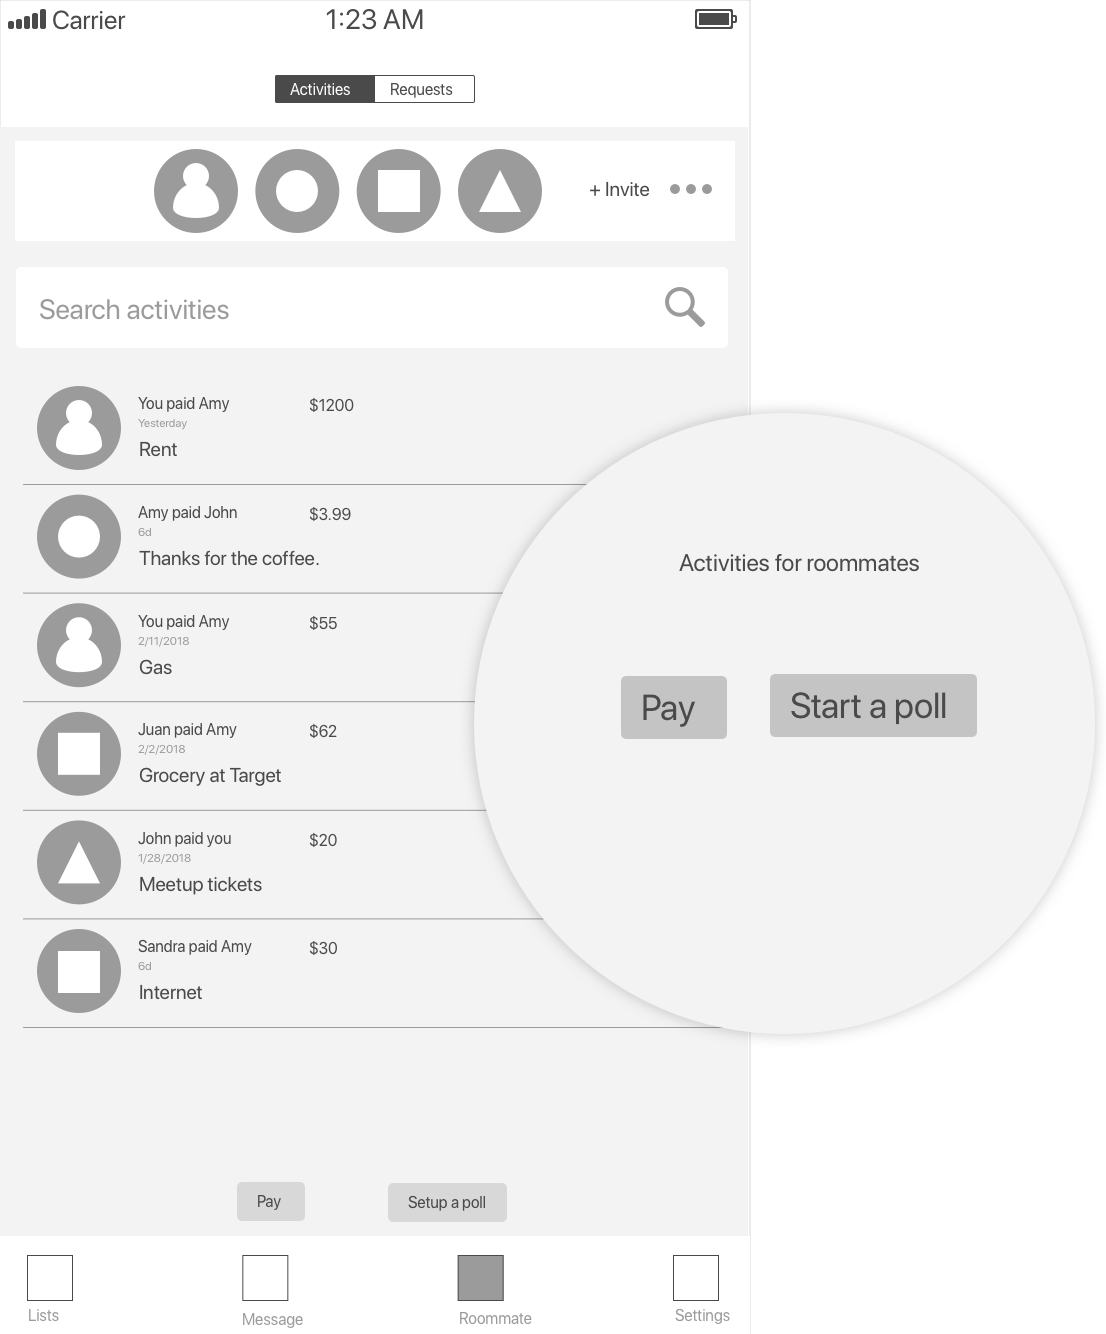 Carrier
1:23 AM
Activities
Requests
+ Invite
Search activities
You paid Amy
$1200
Yesterday
Rent
Amy paid John
$3.99
6d
Thanks for the coffee.
You paid Amy
$55
2/11/2018
Gas
Juan paid Amy
$62
2/2/2018
Grocery at Target
John paid you
$20
1/28/2018
Meetup tickets
Sandra paid Amy
$30
6d
Internet
Activities for roommates
Pay
Start a poll
Pay
Setup a poll
Lists
Message
Roommate
Settings